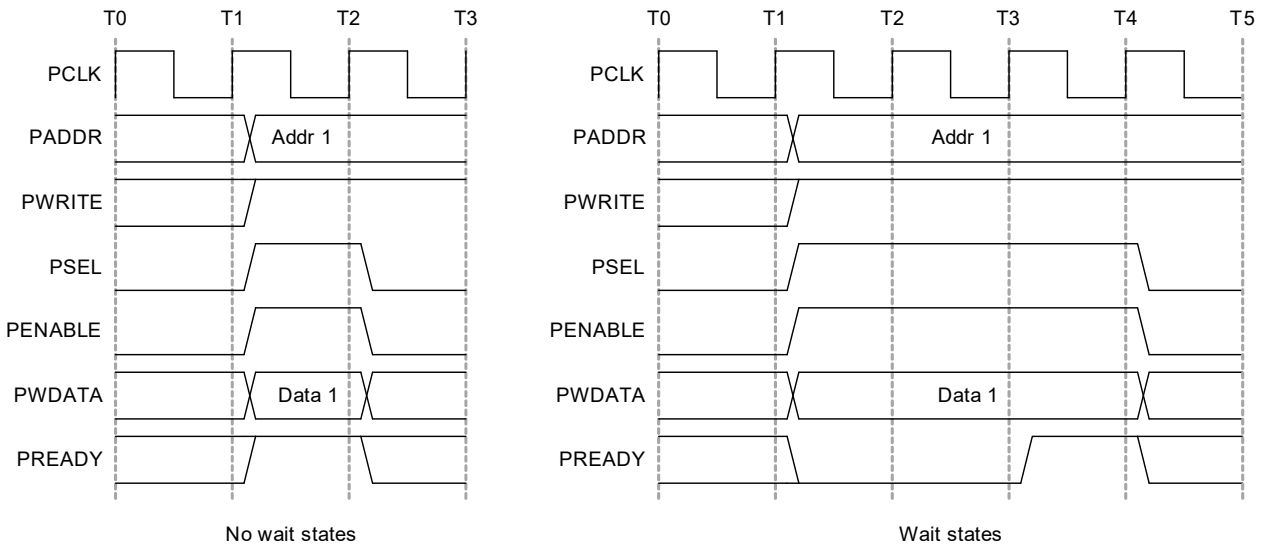 T0 T1 T2 T3
PCLK
PADDR Addr 1
PWRITE
PSEL
PENABLE
PWDATA Data 1
PREADY
No wait states
T0 T1 T2 T3 T4 T5
PCLK
PADDR Addr 1
PWRITE
PSEL
PENABLE
PWDATA Data 1
PREADY
Wait states